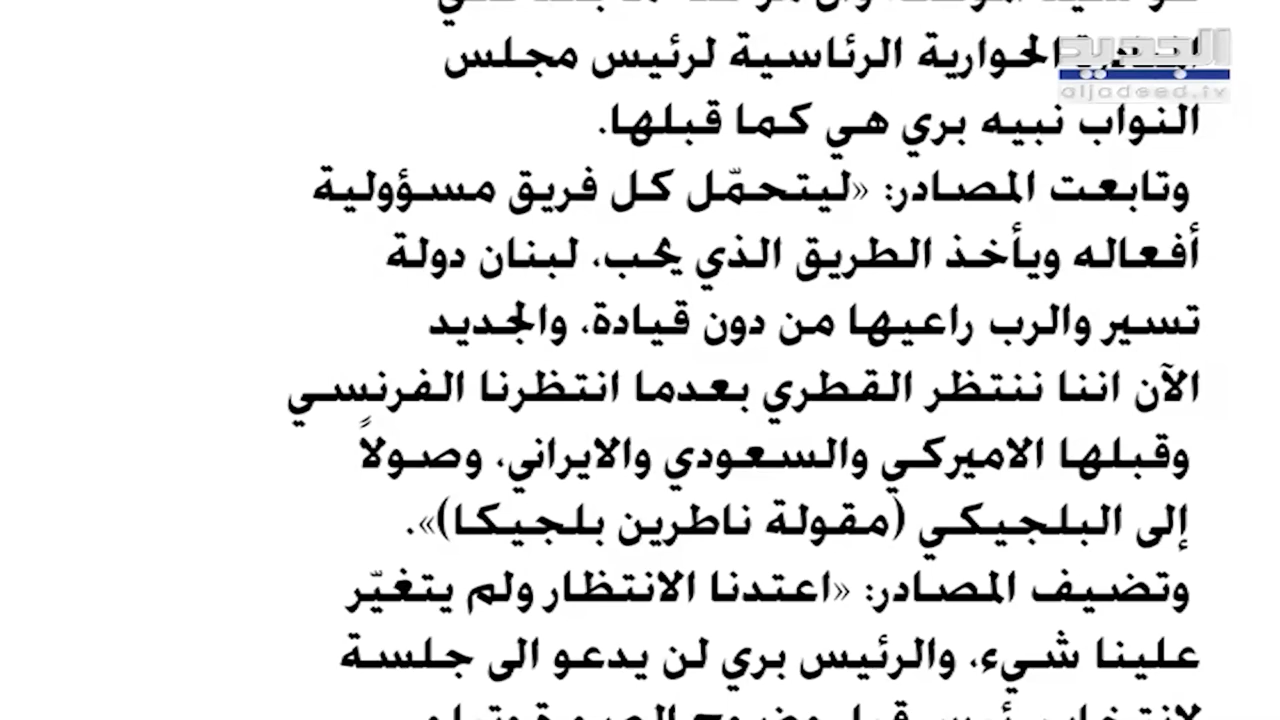 الجديد
aljadeed.tv
الحوارية الرئاسية لرئيس مجلس
النواب نبيه بري هي كما قبلها.
وتابعت المصادر: «ليتحمّل كل فريق مسؤولية
أفعاله ويأخذ الطريق الذي يحب، لبنان دولة
تسير والرب راعيها من دون قيادة، والجديد
الآن اننا ننتظر القطري بعدما انتظرنا الفرنسي
وقبلها الاميركي والسعودي والايراني، وصولاً
إلى البلجيكي (مقولة ناطرين بلجيكا)».
وتضيف المصادر: «اعتدنا الانتظار ولم يتغيّر
علينا شيء، والرئيس بري لن يدعو الى جلسة